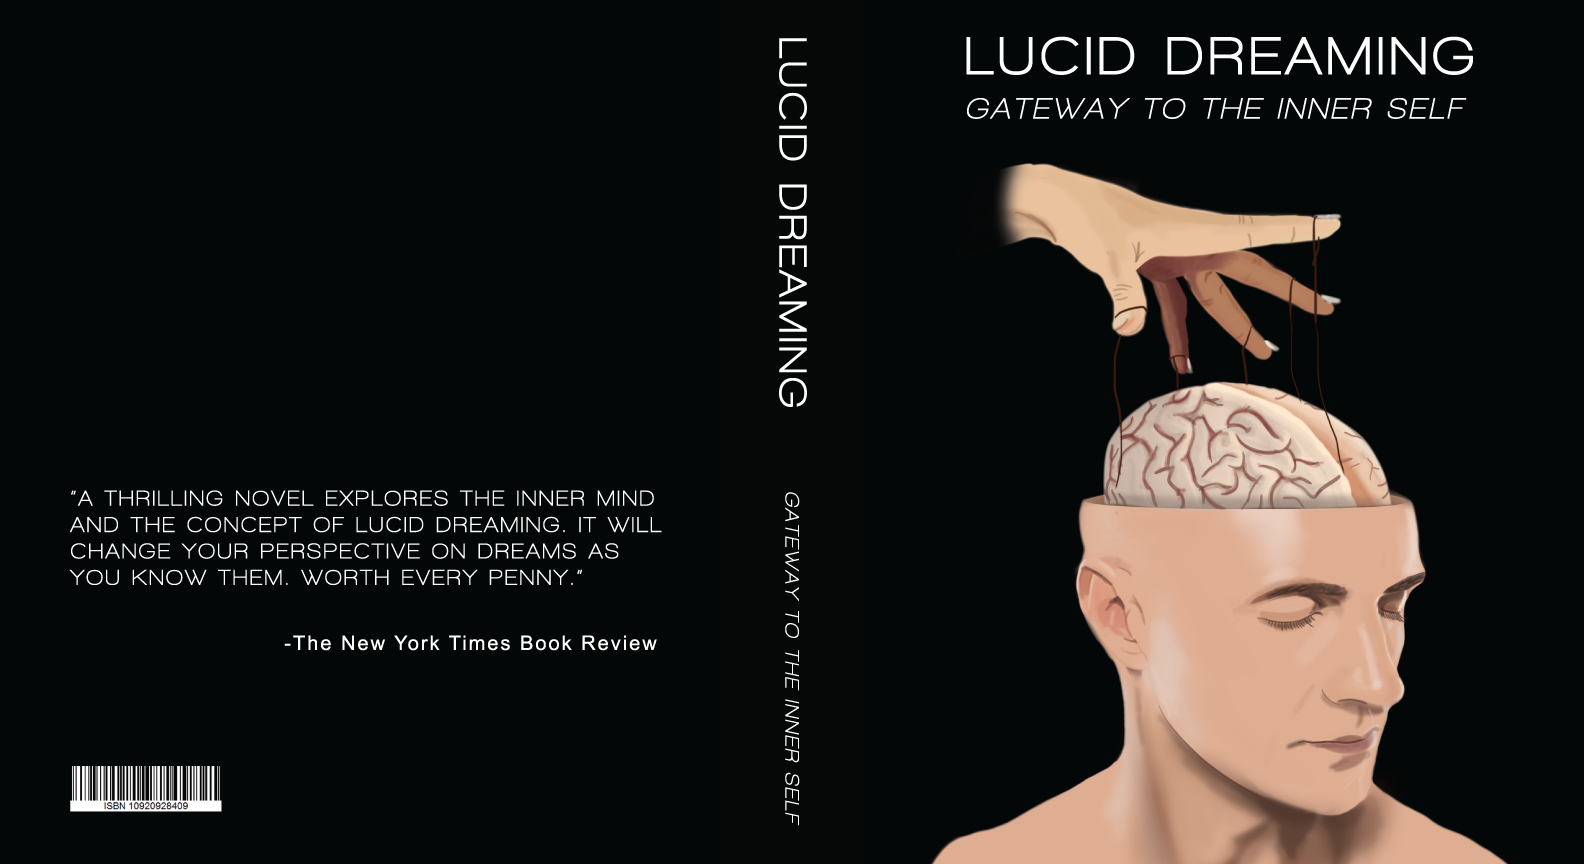 LUCID DREAMING
GATEWAY TO THE INNER SELF
LUCID DREAMING
GATEWAY TO THE INNER SELF
"A THRILLING NOVEL EXPLORES THE INNER MIND
AND THE CONCEPT OF LUCID DREAMING. IT WILL
CHANGE YOUR PERSPECTIVE ON DREAMS AS
YOU KNOW THEM. WORTH EVERY PENNY."
-The New York Times Book Review
ISBN 10920928409